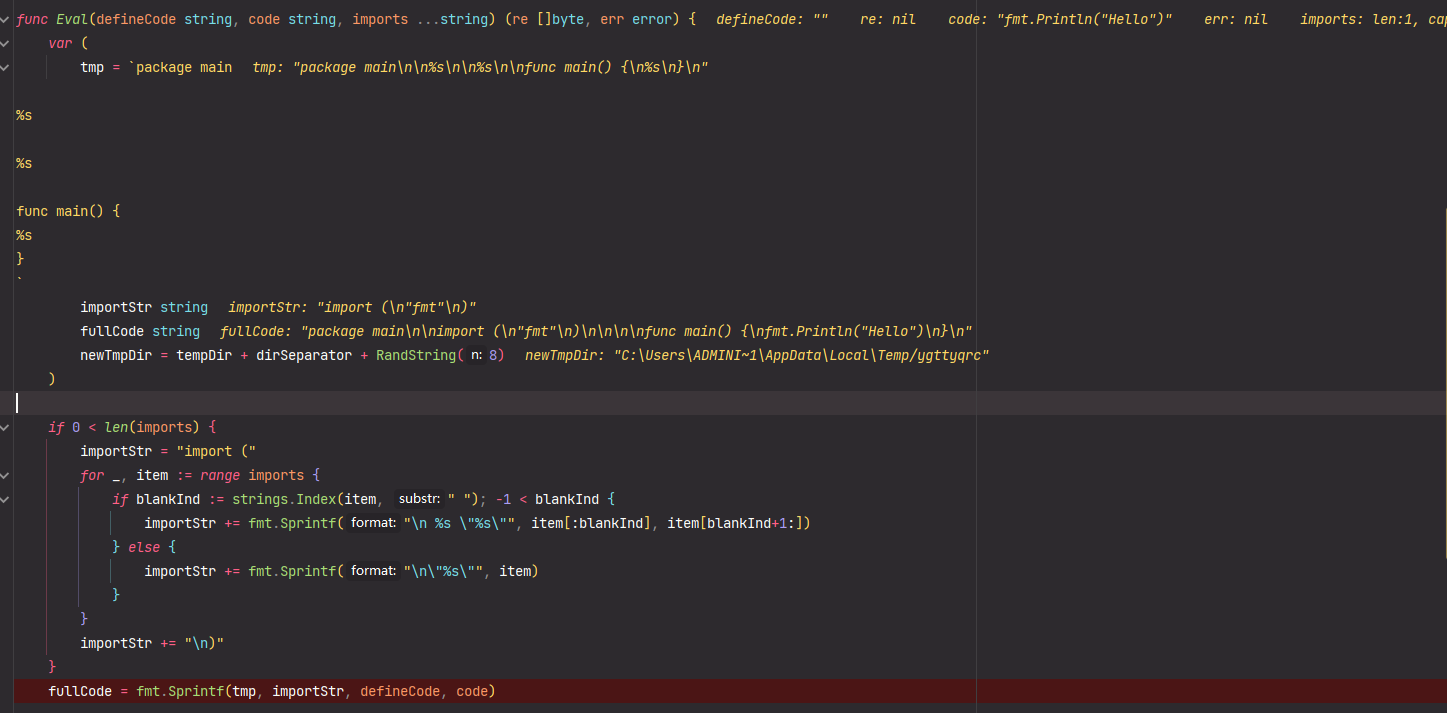 func Eval(defineCode string, code string, imports ...string) (re []byte, err error) {   defineCode: ""    re: nil    code: "fmt.Println("Hello")"    err: nil    imports: len:1, cap
    var (
        tmp = `package main   tmp: "package main\n\n%s\n\n%s\n\nfunc main() {\n%s\n}\n"
%s
%s
func main() {
%s
}
`
        importStr string   importStr: "import (\n"fmt"\n)"
        fullCode string   fullCode: "package main\n\nimport (\n"fmt"\n)\n\n\n\nfunc main() {\nfmt.Println("Hello")\n}\n"
        newTmpDir = tempDir + dirSeparator + RandString( n: 8)   newTmpDir: "C:\Users\ADMINI~1\AppData\Local\Temp/ygttyqrc"
    )
    if 0 < len(imports) {
        importStr = "import ("
        for _, item := range imports {
            if blankInd := strings.Index(item, substr: " "); -1 < blankInd {
                importStr += fmt.Sprintf( format: "\n %s \"%s\"", item[:blankInd], item[blankInd+1:])
            } else {
                importStr += fmt.Sprintf( format: "\n\"%s\"", item)
            }
        }
        importStr += "\n)"
    }
    fullCode = fmt.Sprintf(tmp, importStr, defineCode, code)